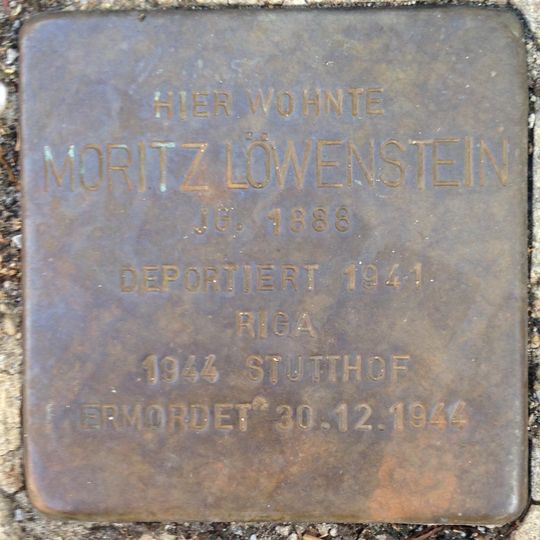 HIER WOHNTE
MORITZ LÖWENSTEIN
JG. 1888
DEPORTIERT 1941
RIGA
1944 STUTTHOF
ERMORDET 30.12.1944